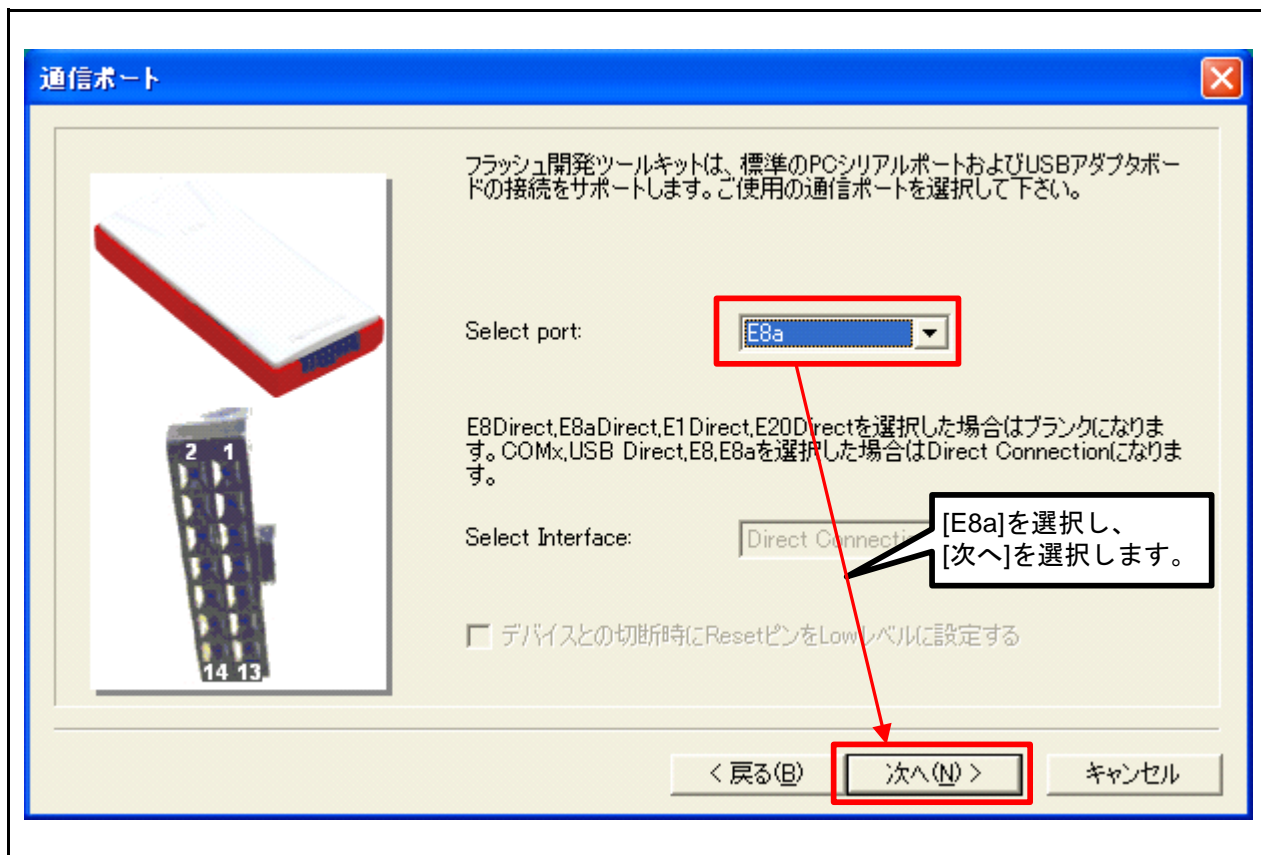 通信ポート
フラッシュ開発ツールキットは、標準のPCシリアルポートおよびUSBアダプタボー
ドの接続をサポートします。ご使用の通信ポートを選択して下さい。
Select port:
E8a
E8Direct,E8aDirect,E1Direct,E20Directを選択した場合はブランクになりま
す。COMx,USB Direct,E8,E8aを選択した場合はDirect Connectionになりま
す。
2 1
[E8a]を選択し、
[次へ]を選択します。
Select Interface:
Direct Connecti
デバイスとの切断時にResetピンをLowレベルに設定する
14 13
< 戻る(B)
次へ(N) >
キャンセル